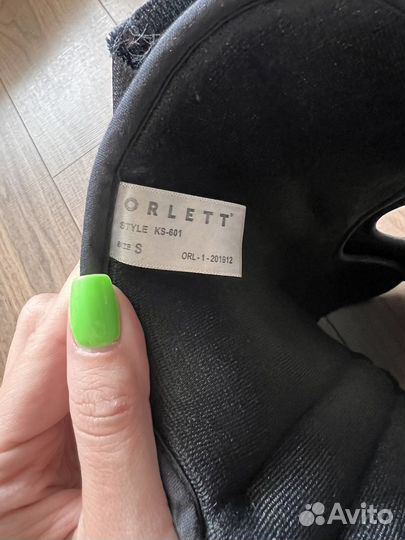 ORLETT
STYLE KS-601
SIZE S
ORL-1-201912
Avito